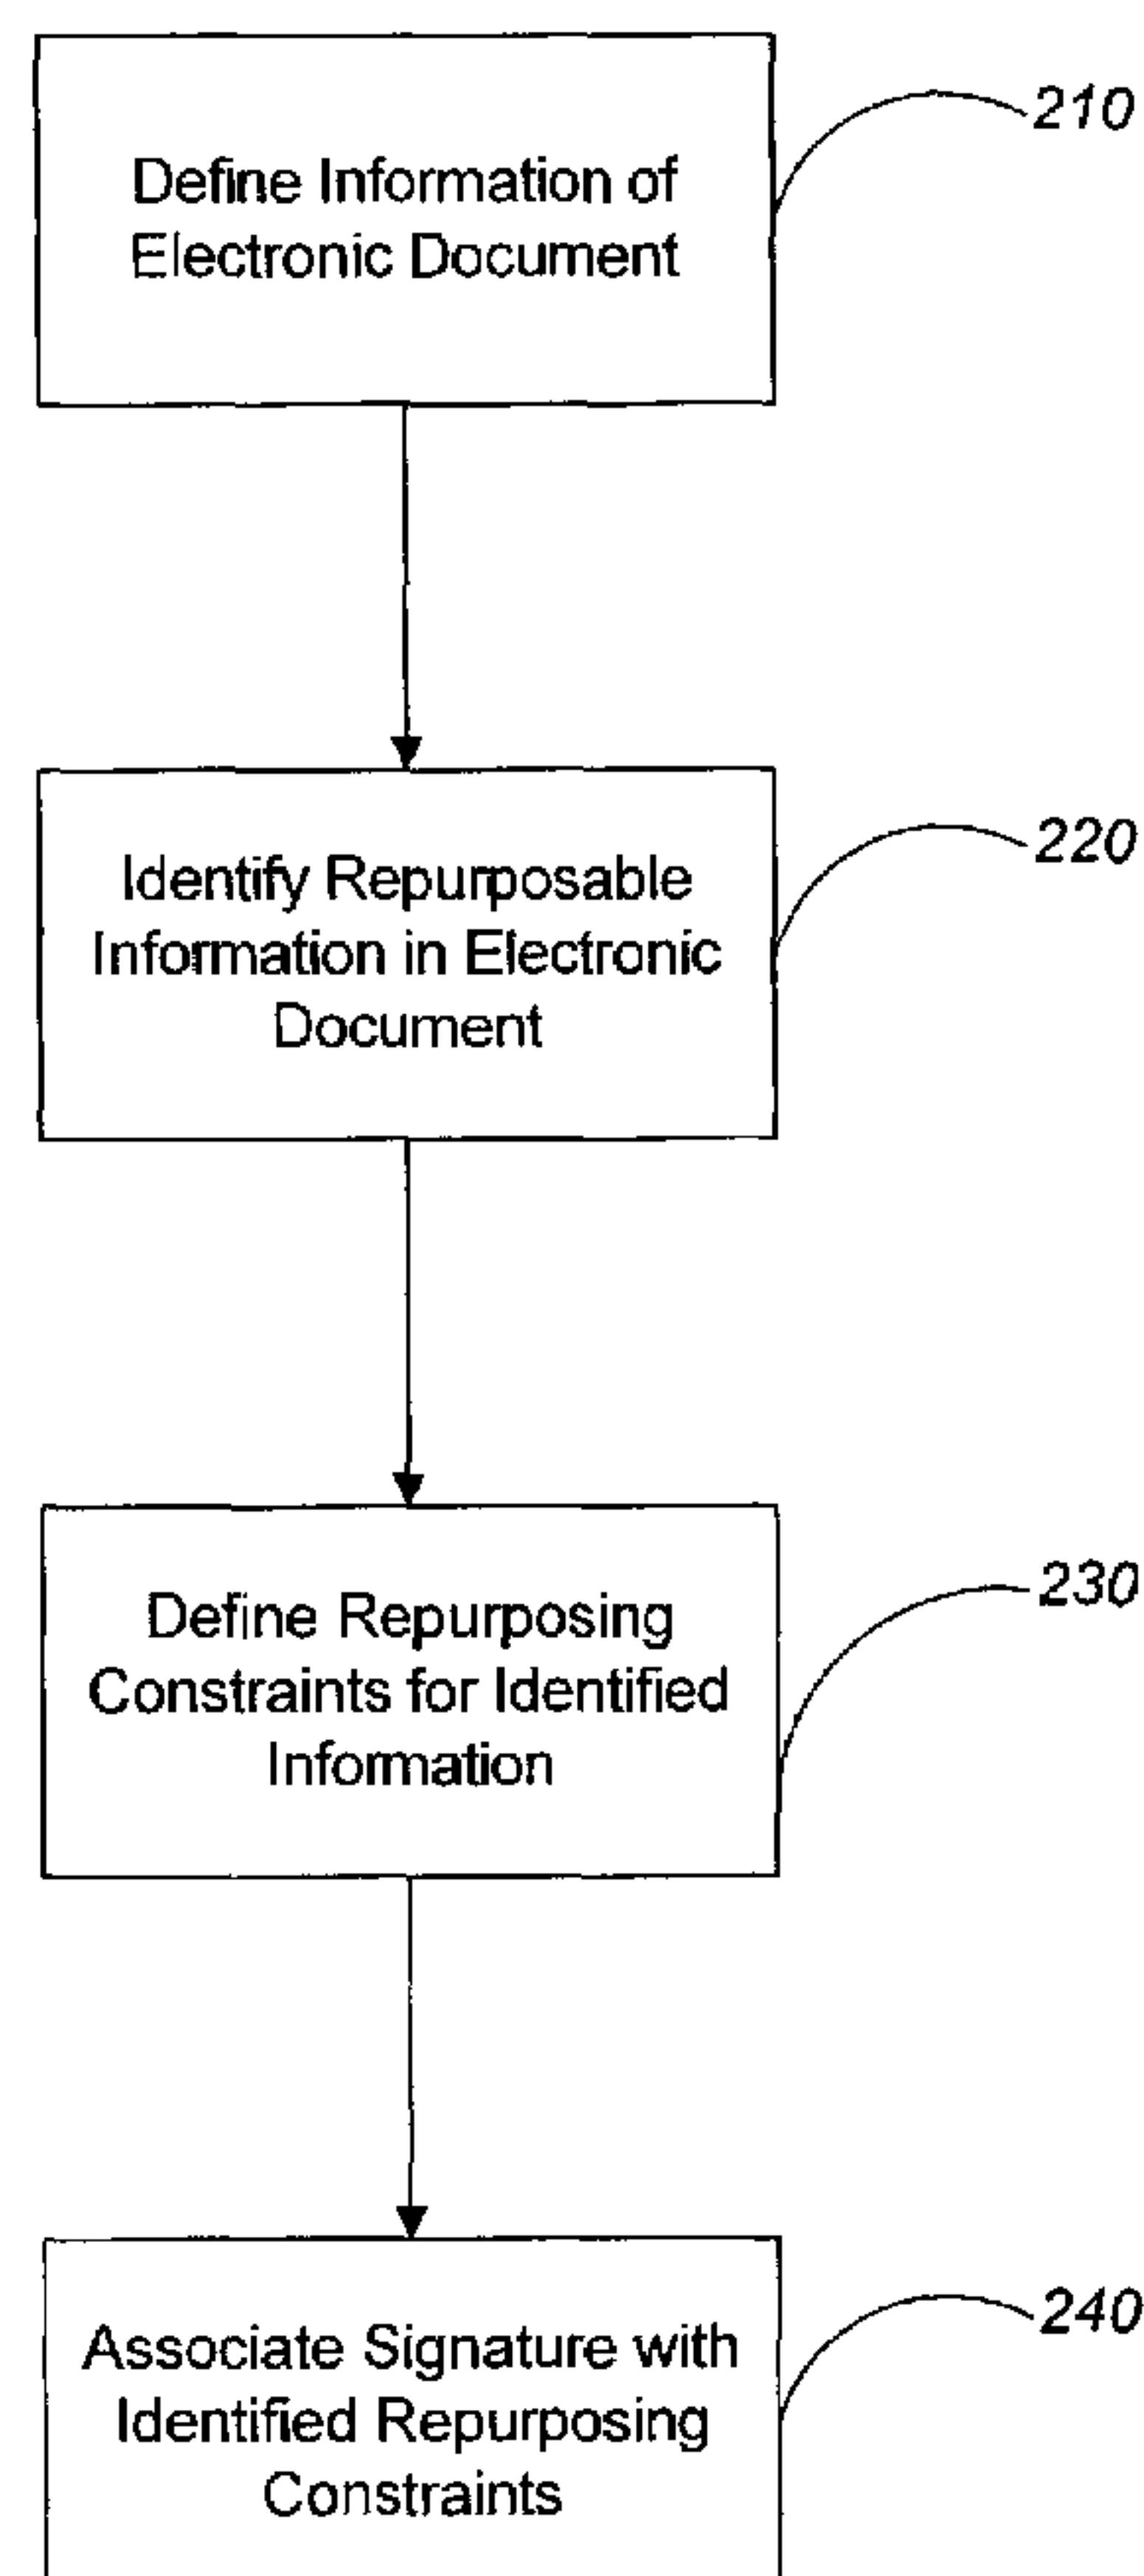 210
Define Information of
Electronic Document
220
Identify Repurposable
Information in Electronic
Document
230
Define Repurposing
Constraints for Identified
Information
240
Associate Signature with
Identified Repurposing
Constraints